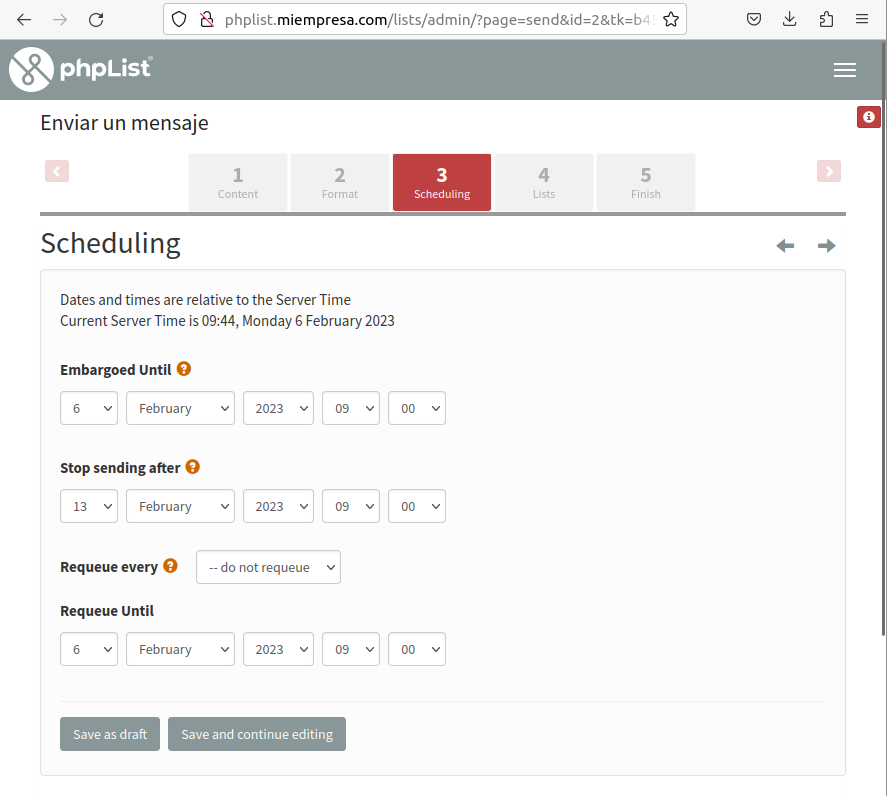 phplist.miempresa.com/lists/admin/?page=send&id=2&tk=b45
phpList
Enviar un mensaje
1
Content
2
Format
3
Scheduling
4
Lists
5
Finish
Scheduling
Dates and times are relative to the Server Time
Current Server Time is 09:44, Monday 6 February 2023
Embargoed Until ?
6 February 2023 09 00
Stop sending after ?
13 February 2023 09 00
Requeue every ? -- do not requeue
Requeue Until
6 February 2023 09 00
Save as draft Save and continue editing